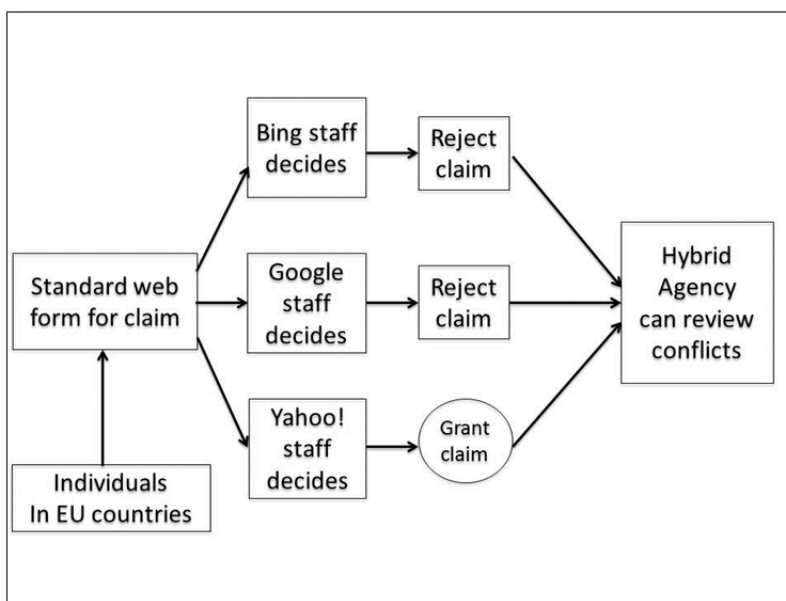 Bing staff
decides
Reject
claim
Standard web
form for claim
Google
staff
decides
Reject
claim
Hybrid
Agency
can review
conflicts
Yahoo!
staff
decides
Grant
claim
Individuals
In EU countries